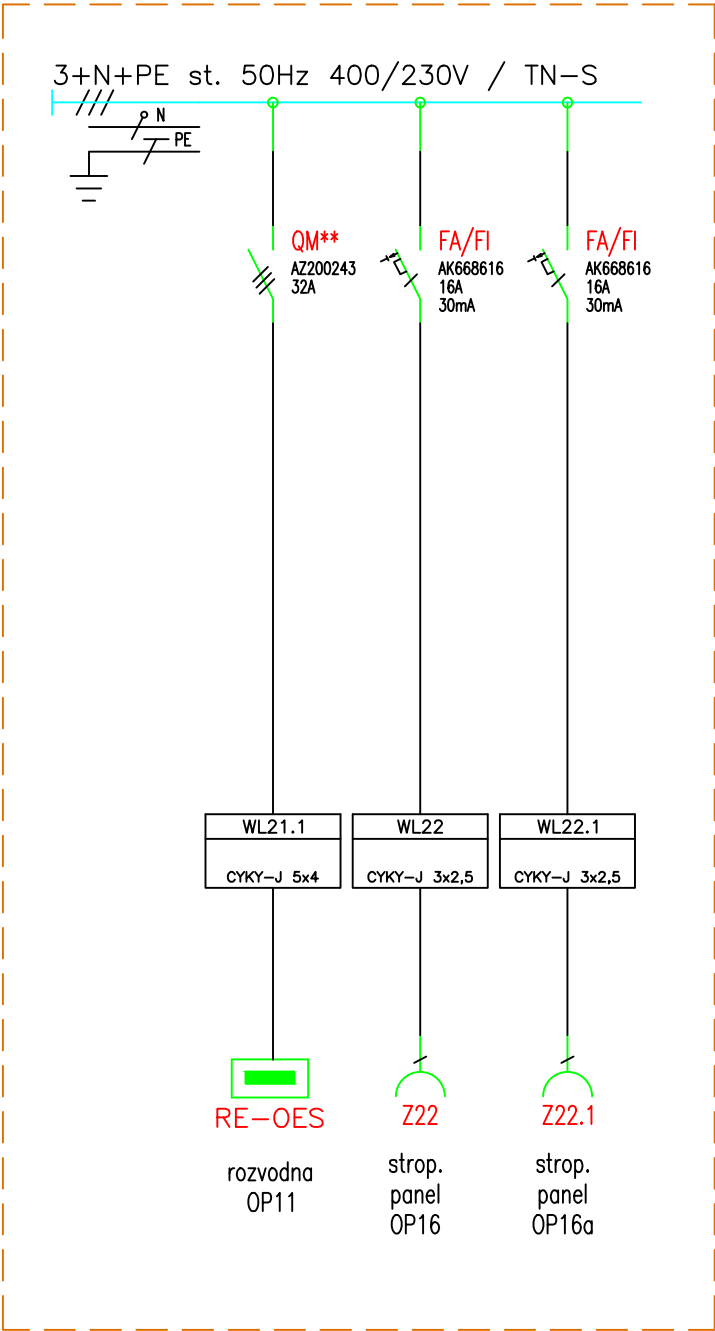 3+N+PE st. 50Hz 400/230V / TN-S
N
PE
QM**
AZ200243
32A
FA/FI
AK668616
16A
30mA
FA/FI
AK668616
16A
30mA
WL21.1
CYKY-J 5x4
WL22
CYKY-J 3x2,5
WL22.1
CYKY-J 3x2,5
RE-OES
rozvodna
OP11
Z22
strop.
panel
OP16
Z22.1
strop.
panel
OP16a